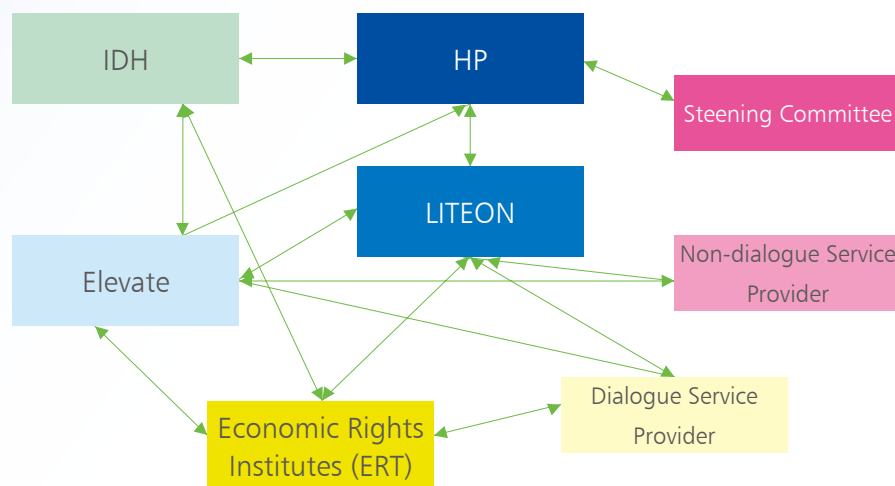 IDH
HP
Steening Committee
LITEON
Elevate
Non-dialogue Service
Provider
Economic Rights
Institutes (ERT)
Dialogue Service
Provider